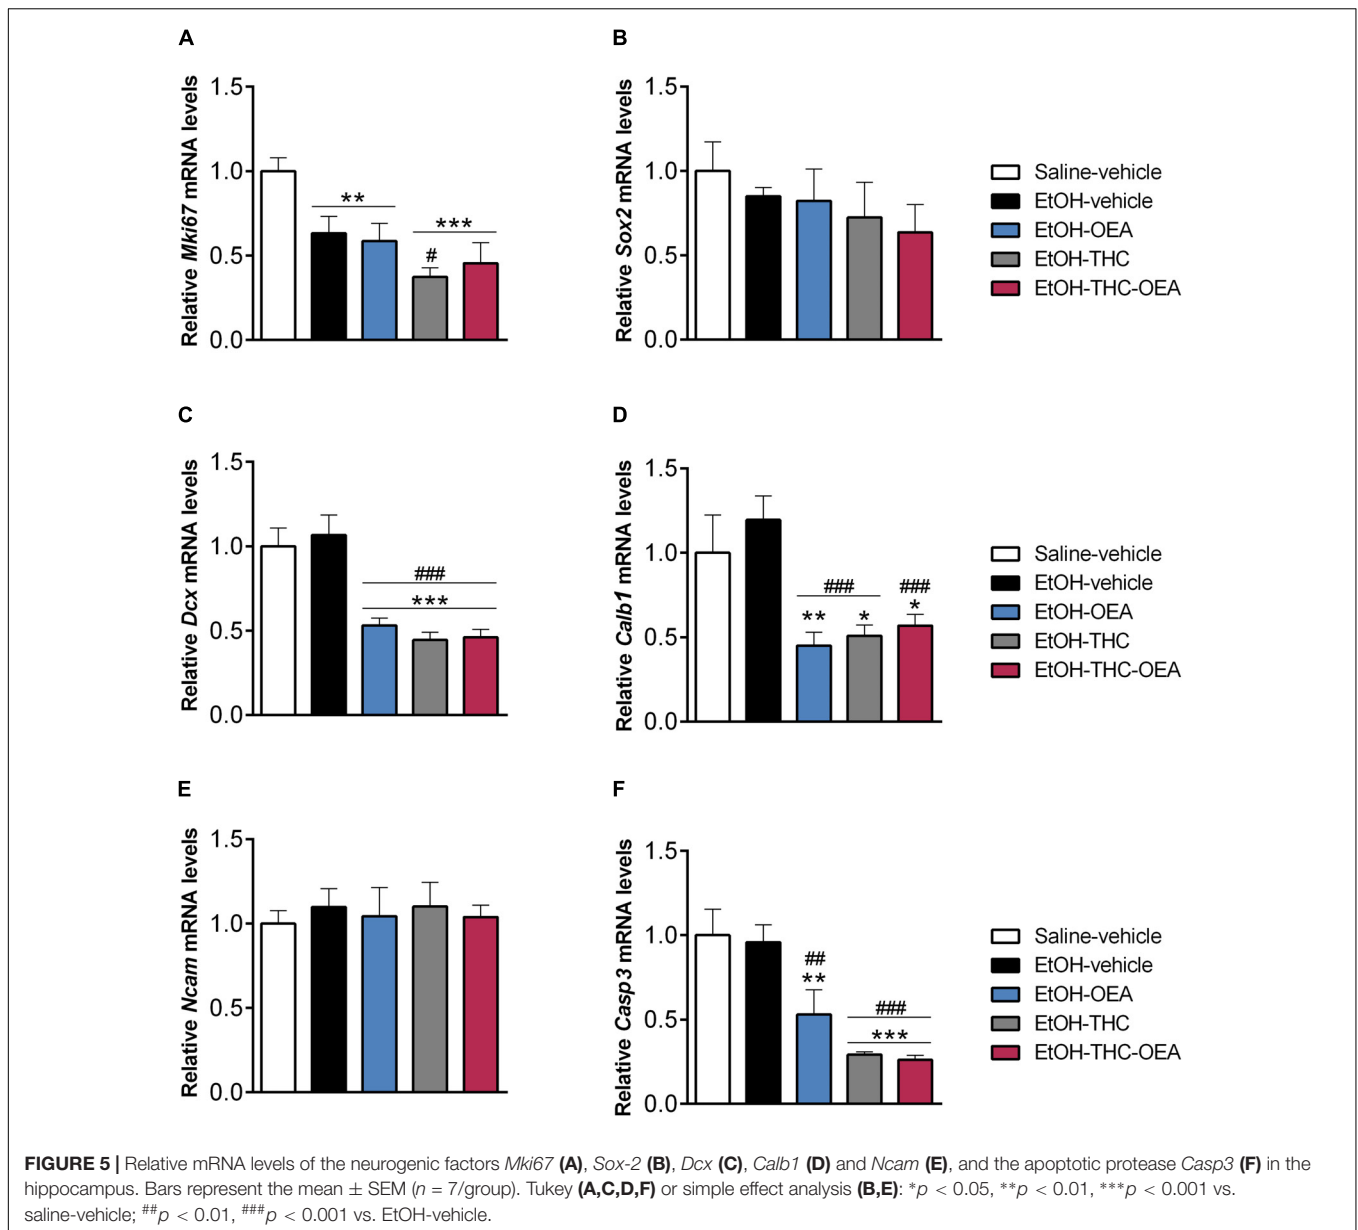 A
Relative Mki67 mRNA levels
1.5
1.0
0.5
0.0
**
***
#
B
Relative Sox2 mRNA levels
1.5
1.0
0.5
0.0
Saline-vehicle
EtOH-vehicle
EtOH-OEA
EtOH-THC
EtOH-THC-OEA
C
Relative Dcx mRNA levels
1.5
1.0
0.5
0.0
###
***
D
Relative Calb1 mRNA levels
1.5
1.0
0.5
0.0
###
**
*
###
*
Saline-vehicle
EtOH-vehicle
EtOH-OEA
EtOH-THC
EtOH-THC-OEA
E
Relative Ncam mRNA levels
1.5
1.0
0.5
0.0
F
Relative Casp3 mRNA levels
1.5
1.0
0.5
0.0
##
**
###
***
Saline-vehicle
EtOH-vehicle
EtOH-OEA
EtOH-THC
EtOH-THC-OEA
FIGURE 5 | Relative mRNA levels of the neurogenic factors Mki67 (A), Sox-2 (B), Dcx (C), Calb1 (D) and Ncam (E), and the apoptotic protease Casp3 (F) in the
hippocampus. Bars represent the mean ± SEM (n = 7/group). Tukey (A,C,D,F) or simple effect analysis (B,E): *p < 0.05, **p < 0.01, ***p < 0.001 vs.
saline-vehicle; ##p < 0.01, ###p < 0.001 vs. EtOH-vehicle.